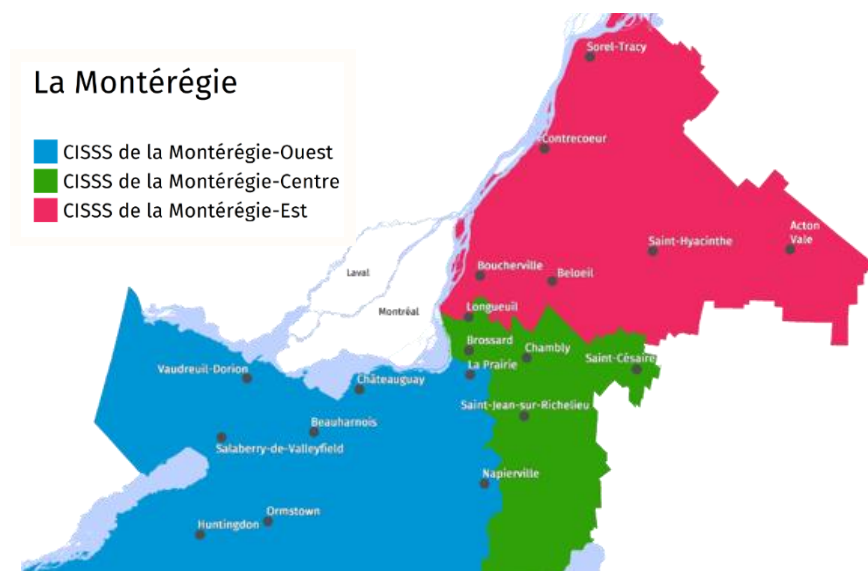 La Montérégie
CISSS de la Montérégie-Ouest
CISSS de la Montérégie-Centre
CISSS de la Montérégie-Est
Sorel-Tracy
Contrecoeur
Saint-Hyacinthe
Acton
Vale
Boucherville
Beloeil
Laval
Montréal
Longueuil
Brossard
Chambly
La Prairie
Saint-Césaire
Vaudreuil-Dorion
Châteauguay
Saint-Jean-sur-Richelieu
Beauharnois
Salaberry-de-Valleyfield
Napierville
Ormstown
Huntingdon